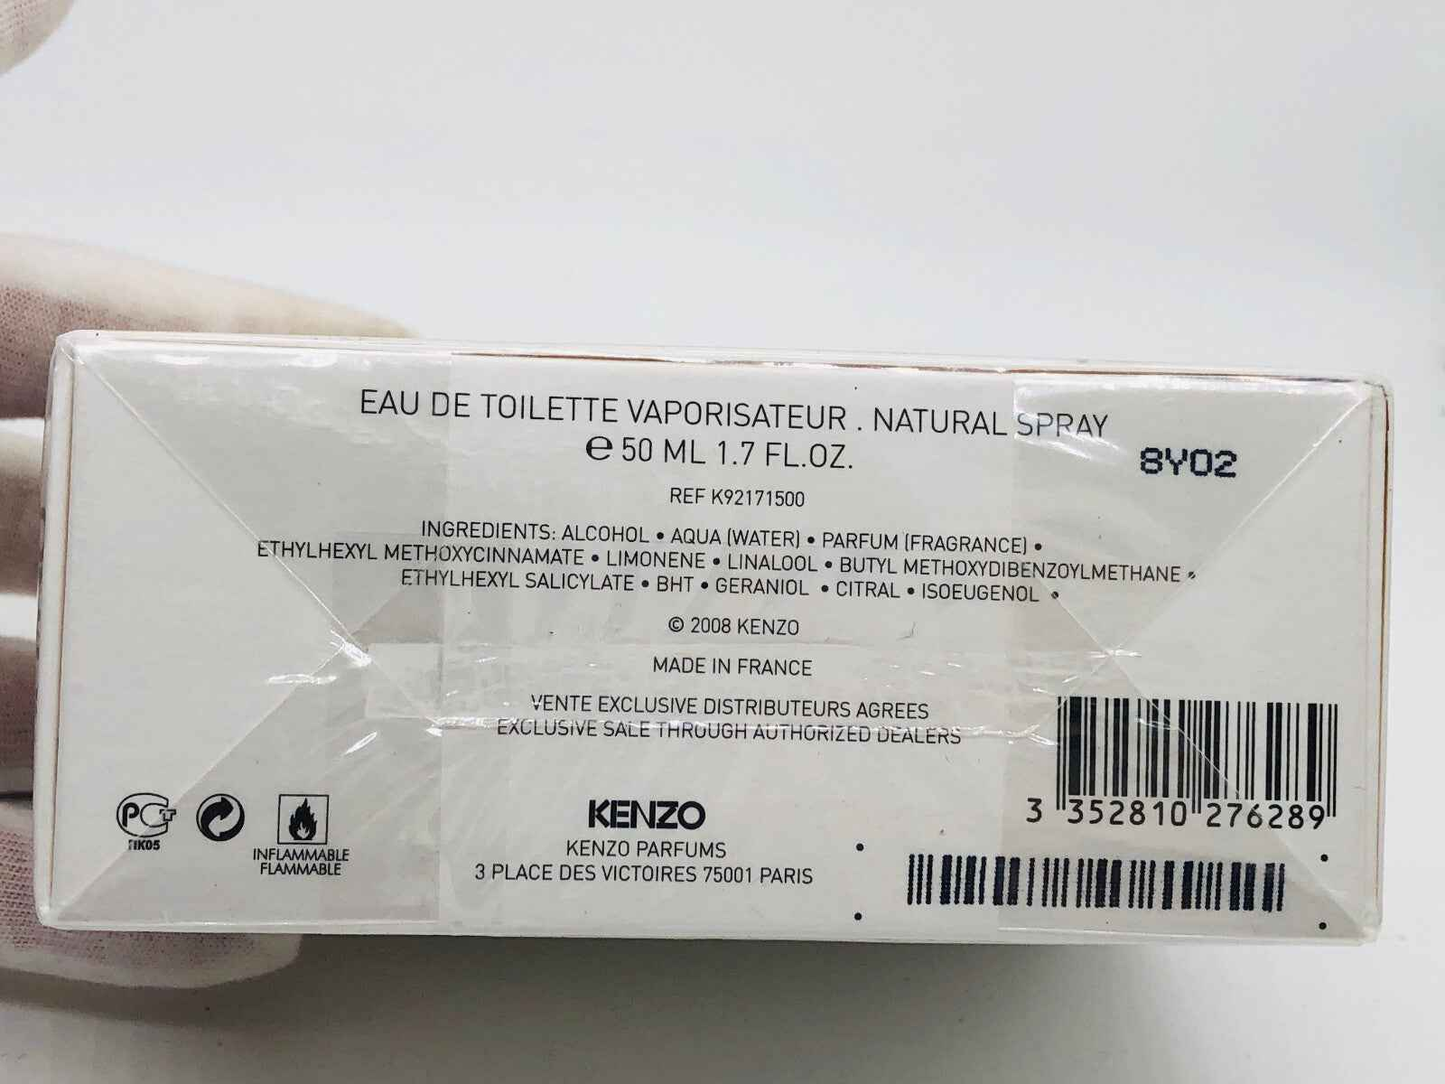 EAU DE TOILETTE VAPORISATEUR . NATURAL SPRAY
℮ 50 ML 1.7 FL.OZ.
8Y02
REF K92171500
INGREDIENTS: ALCOHOL • AQUA (WATER) • PARFUM (FRAGRANCE) •
ETHYLHEXYL METHOXYCINNAMATE • LIMONENE • LINALOOL • BUTYL METHOXYDIBENZOYLMETHANE •
ETHYLHEXYL SALICYLATE • BHT • GERANIOL • CITRAL • ISOEUGENOL •
© 2008 KENZO
MADE IN FRANCE
VENTE EXCLUSIVE DISTRIBUTEURS AGREES
EXCLUSIVE SALE THROUGH AUTHORIZED DEALERS
3 352810 276289
PCT
INFLAMMABLE
FLAMMABLE
KENZO
KENZO PARFUMS
3 PLACE DES VICTOIRES 75001 PARIS